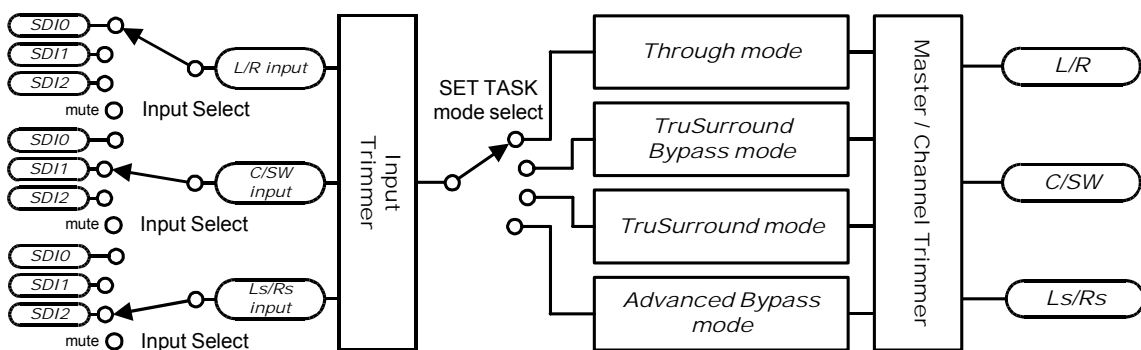 SDI0
SDI1
SDI2
mute
Input Select
L/R input
SDI0
SDI1
SDI2
mute
Input Select
C/SW
input
SDI0
SDI1
SDI2
mute
Input Select
Ls/Rs
input
Input
Trimmer
SET TASK
mode select
Through mode
TruSurround
Bypass mode
TruSurround mode
Advanced Bypass
mode
Master / Channel Trimmer
L/R
C/SW
Ls/Rs